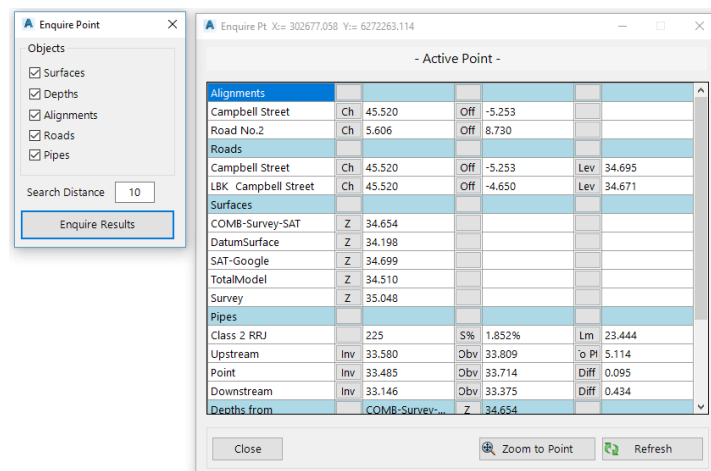 Enquire Point
Objects
Surfaces
Depths
Alignments
Roads
Pipes
Search Distance 10
Enquire Results
Enquire Pt X:= 302677.058 Y:= 6272263.114
- Active Point -
Alignments
Campbell Street Ch 45.520 Off -5.253
Road No.2 Ch 5.606 Off 8.730
Roads
Campbell Street Ch 45.520 Off -5.253 Lev 34.695
LBK Campbell Street Ch 45.520 Off -4.650 Lev 34.671
Surfaces
COMB-Survey-SAT Z 34.654
DatumSurface Z 34.198
SAT-Google Z 34.699
TotalModel Z 34.510
Survey Z 35.048
Pipes
Class 2 RRJ 225 S% 1.852% Lm 23.444
Upstream Inv 33.580 Obv 33.809 o Pt 5.114
Point Inv 33.485 Obv 33.714 Diff 0.095
Downstream Inv 33.146 Obv 33.375 Diff 0.434
Depths from COMB-Survey-... Z 34.654
Close Zoom to Point Refresh